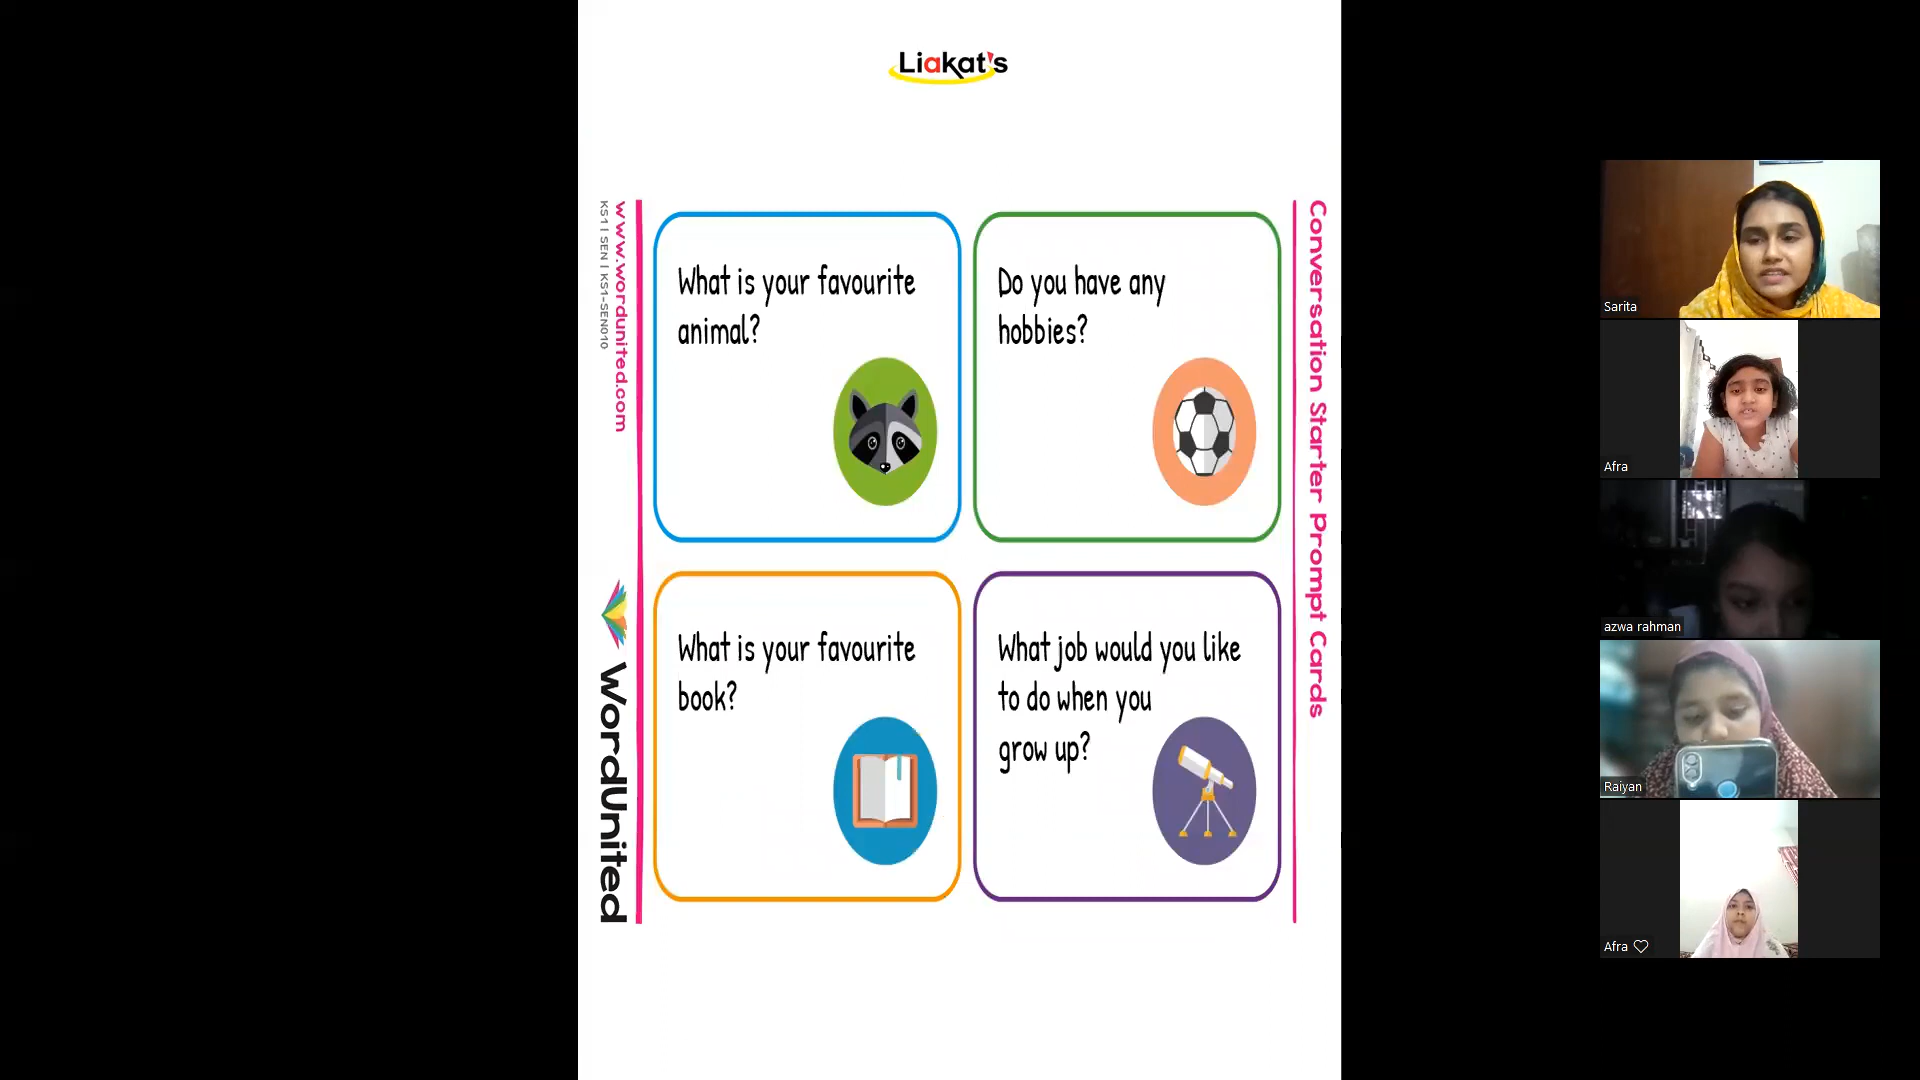 Liakat's
What is your favourite
animal?
Do you have any
hobbies?
What is your favourite
book?
What job would you like
to do when you
grow up?
Conversation Starter Prompt Cards
www.wordunited.com
KS1 | SEN | KS1-SEN010
WordUnited
Sarita
Afra
azwa rahman
Raiyan
Afra ♡